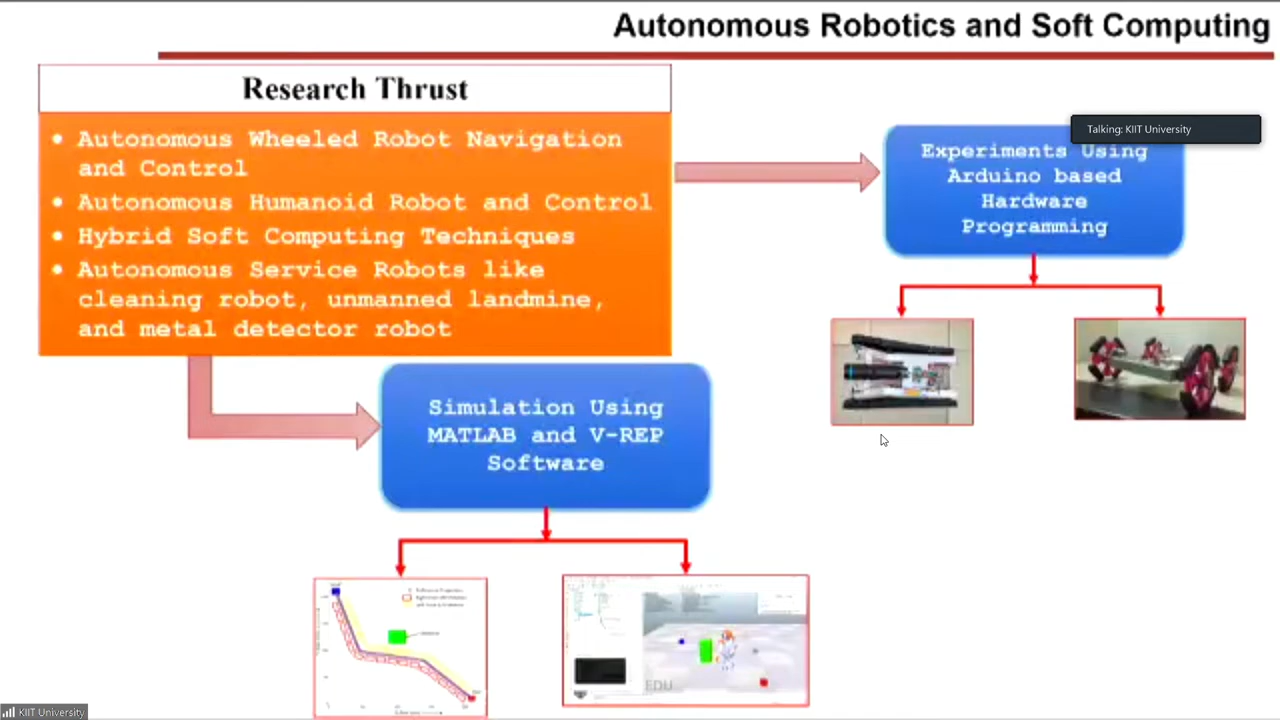 Autonomous Robotics and Soft Computing
Research Thrust
• Autonomous Wheeled Robot Navigation
and Control
• Autonomous Humanoid Robot and Control
• Hybrid Soft Computing Techniques
• Autonomous Service Robots like
cleaning robot, unmanned landmine,
and metal detector robot
Talking: KIIT University
Experiments Using
Arduino based
Hardware
Programming
Simulation Using
MATLAB and V-REP
Software
EDU
KIIT University